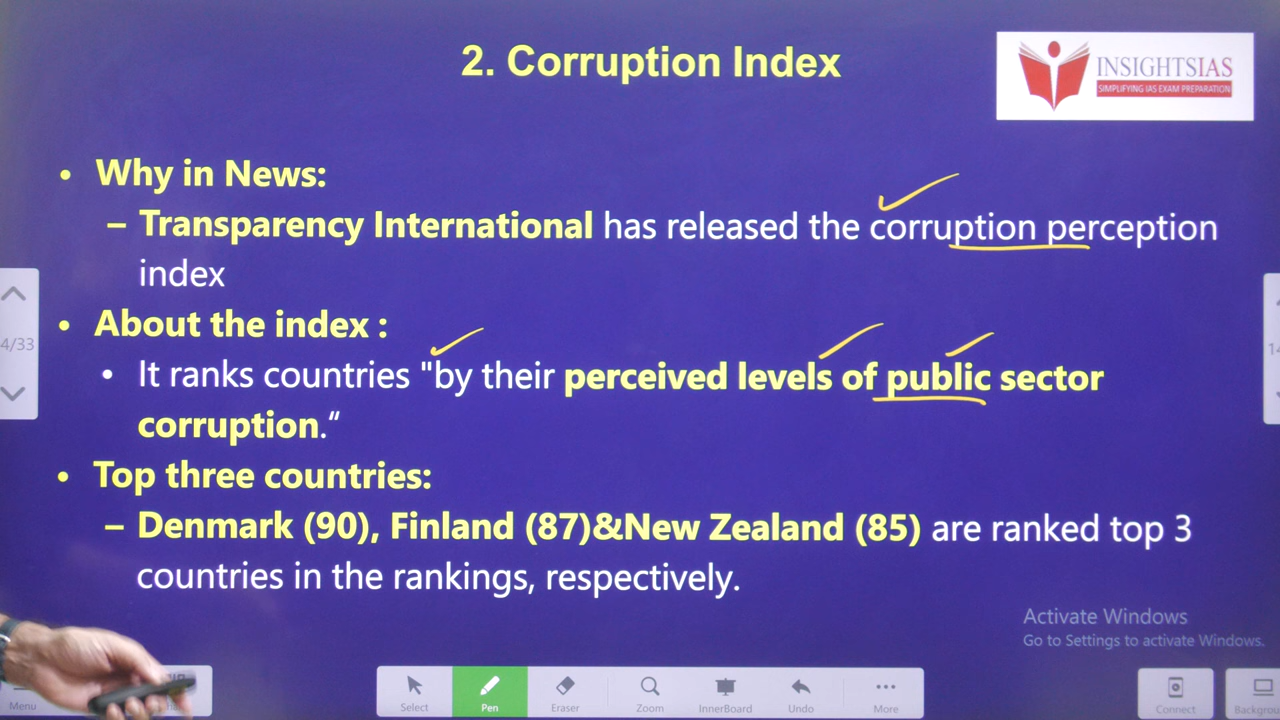 2. Corruption Index
INSIGHTSIAS
SIMPLIFYING IAS EXAM PREPARATION
• Why in News:
– Transparency International has released the corruption perception
index
• About the index :
4/33
• It ranks countries "by their perceived levels of public sector
corruption.“
• Top three countries:
– Denmark (90), Finland (87)&New Zealand (85) are ranked top 3
countries in the rankings, respectively.
Activate Windows
Go to Settings to activate Windows.
Menu
Select
Pen
Eraser
Zoom
InnerBoard
Undo
More
Connect